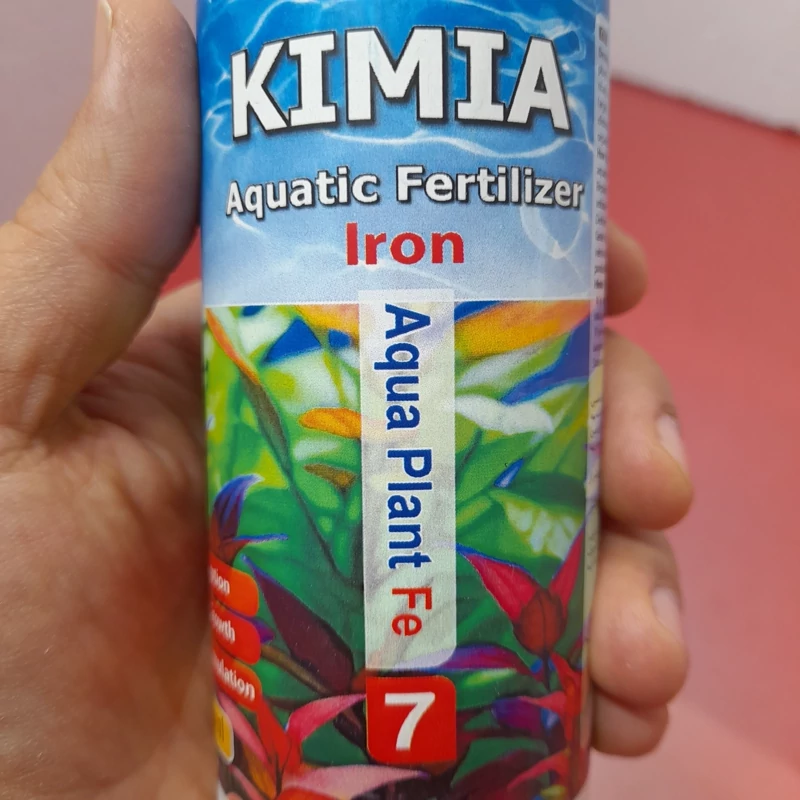 KIMIA
Aquatic Fertilizer
Iron
Aqua Plant Fe
7